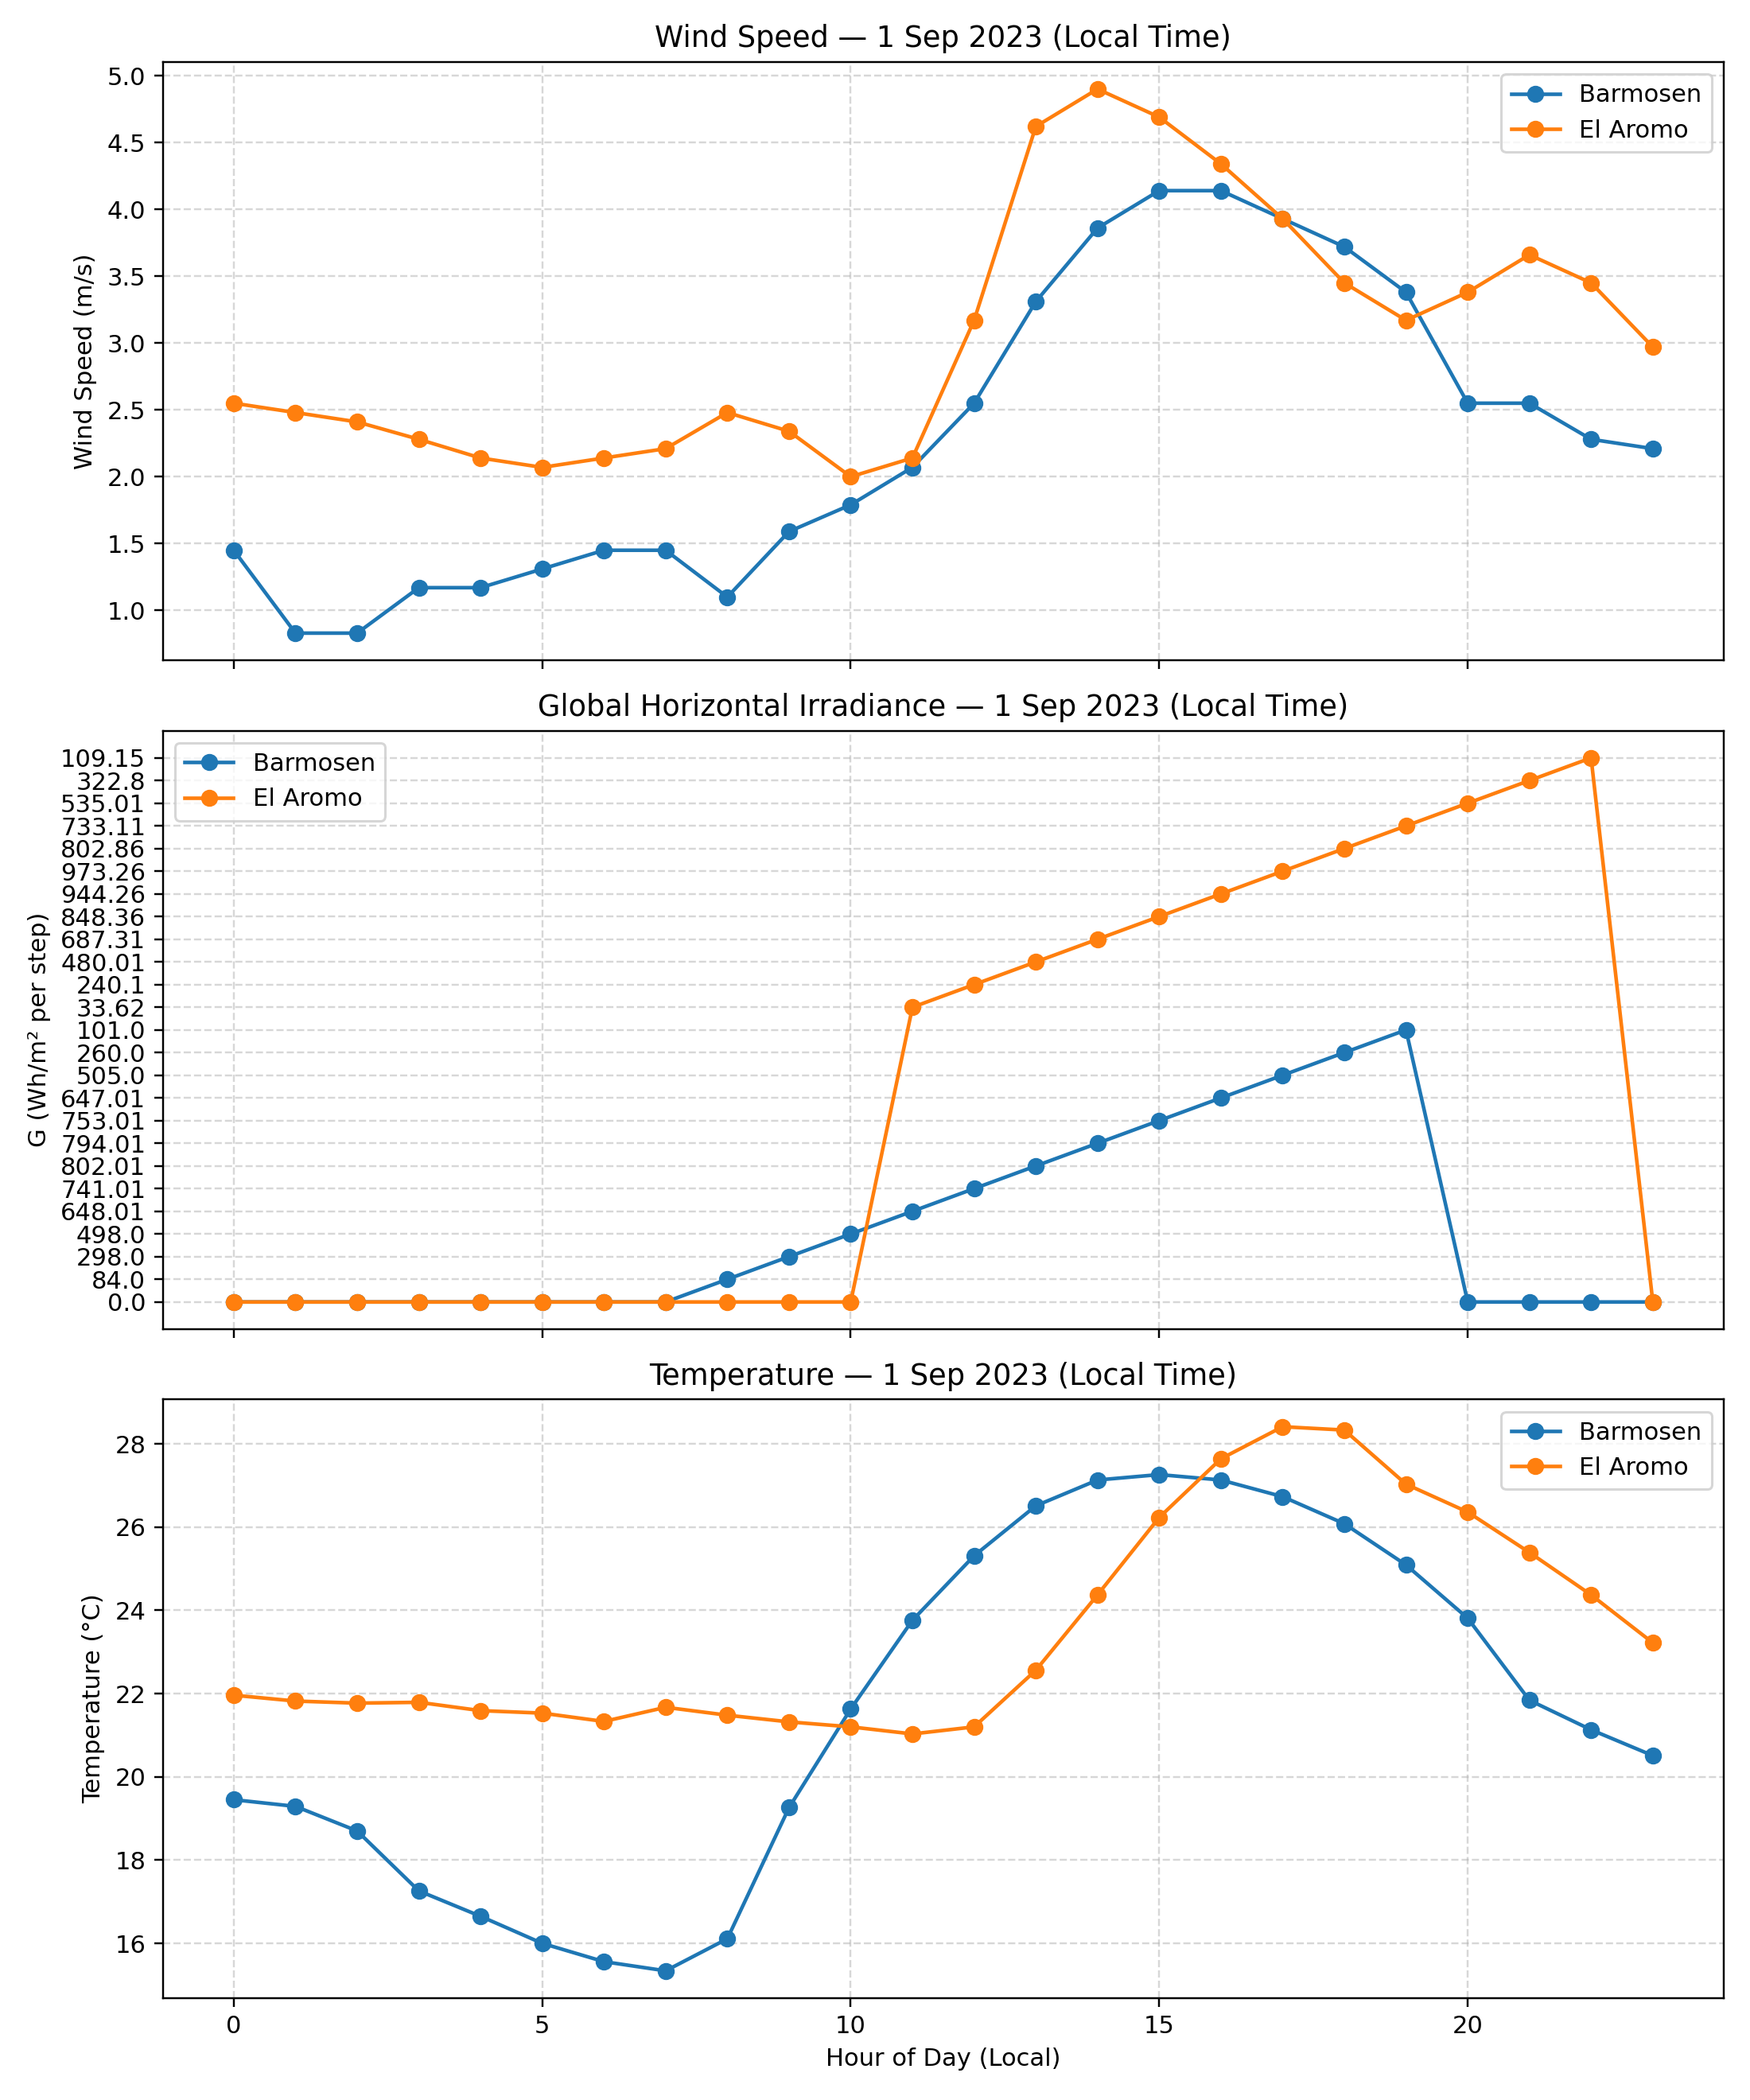 Wind Speed — 1 Sep 2023 (Local Time)
Wind Speed (m/s)
5.0
4.5
4.0
3.5
3.0
2.5
2.0
1.5
1.0
Barmosen
El Aromo
Global Horizontal Irradiance — 1 Sep 2023 (Local Time)
G (Wh/m² per step)
109.15
322.8
535.01
733.11
802.86
973.26
944.26
848.36
687.31
480.01
240.1
33.62
101.0
260.0
505.0
647.01
753.01
794.01
802.01
741.01
648.01
498.0
298.0
84.0
0.0
Barmosen
El Aromo
Temperature — 1 Sep 2023 (Local Time)
Temperature (°C)
28
26
24
22
20
18
16
Barmosen
El Aromo
0 5 10 15 20
Hour of Day (Local)